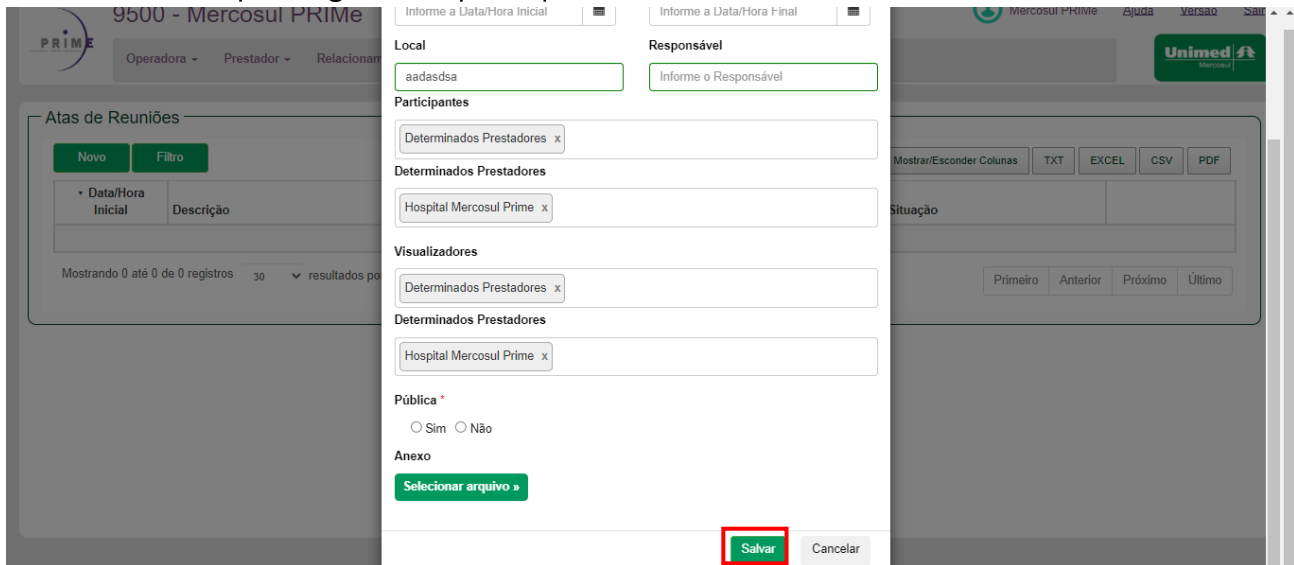 9500 - Mercosul PRIMe
PRIME
Operadora Prestador
Mercosul PRIMe Ajuda Versão Sair
Unimed
Mercosul
Atas de Reuniões
Novo Filtro
Mostrar/Esconder Colunas TXT EXCEL CSV PDF
Data/Hora
Inicial Descrição Situação
Mostrando 0 até 0 de 0 registros 30 resultados
Primeiro Anterior Próximo Último
Informe a Data/Hora Inicial Informe a Data/Hora Final
Local Responsável
aadasdsa Informe o Responsável
Participantes
Determinados Prestadores x
Determinados Prestadores
Hospital Mercosul Prime x
Visualizadores
Determinados Prestadores x
Determinados Prestadores
Hospital Mercosul Prime x
Pública *
Sim Não
Anexo
Selecionar arquivo »
Salvar Cancelar